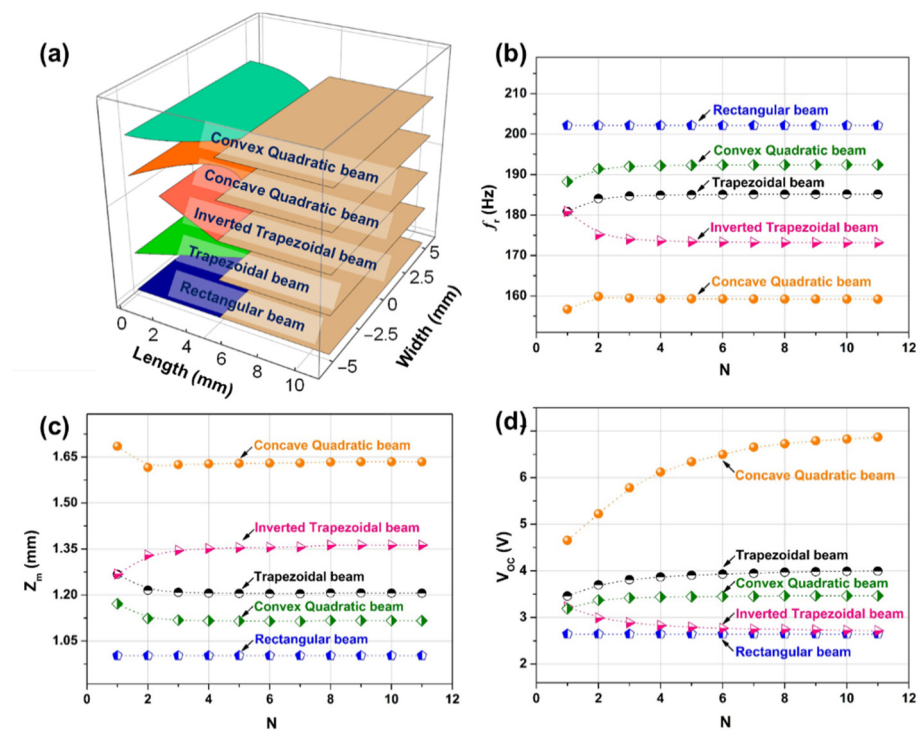 (a)
Convex Quadratic beam
Concave Quadratic beam
Inverted Trapezoidal beam
Trapezoidal beam
Rectangular beam
0
2
4
6
8
10
Length (mm)
−5
−2.5
0
2.5
5
Width (mm)
(b)
210
200
190
180
170
160
fr (Hz)
Rectangular beam
Convex Quadratic beam
Trapezoidal beam
Inverted Trapezoidal beam
Concave Quadratic beam
0 2 4 6 8 10 12
N
(c)
1.65
1.50
1.35
1.20
1.05
Zm (mm)
Concave Quadratic beam
Inverted Trapezoidal beam
Trapezoidal beam
Convex Quadratic beam
Rectangular beam
0 2 4 6 8 10 12
N
(d)
6
4
3
2
Voc (V)
Concave Quadratic beam
Trapezoidal beam
Convex Quadratic beam
Inverted Trapezoidal beam
Rectangular beam
0 2 4 6 8 10 12
N